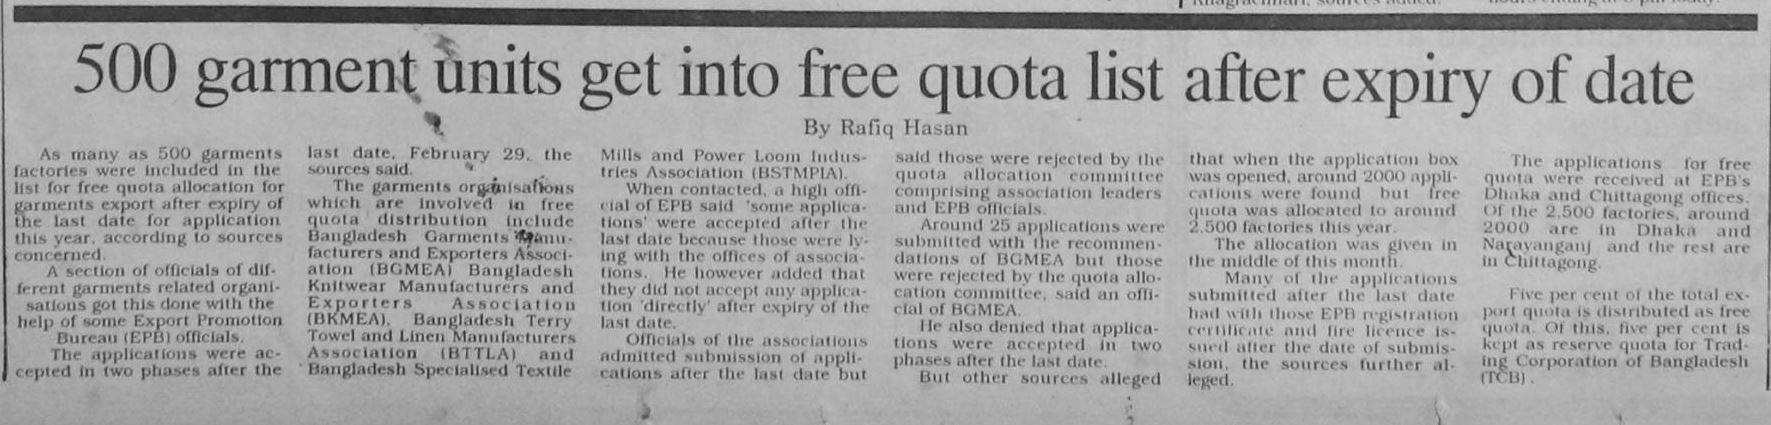 500 garment units get into free quota list after expiry of date
By Rafiq Hasan
As many as 500 garments
factories were included in the
list for free quota allocation for
garments export after expiry of
the last date for application
this year, according to sources
concerned.
A section of officials of dif-
ferent garments related organi-
sations got this done with the
help of some Export Promotion
Bureau (EPB) officials.
The applications were ac-
cepted in two phases after the
last date, February 29, the
sources said.
The garments organisations
which are involved in free
quota distribution include
Bangladesh Garments Manu-
facturers and Exporters Associ-
ation (BGMEA) Bangladesh
Knitwear Manufacturers and
Exporters Association
(BKMEA), Bangladesh Terry
Towel and Linen Manufacturers
Association (BTTLA) and
Bangladesh Specialised Textile
Mills and Power Loom Indus-
tries Association (BSTMPIA).
When contacted, a high offi-
cial of EPB said 'some applica-
tions' were accepted after the
last date because those were ly-
ing with the offices of associa-
tions. He however added that
they did not accept any applica-
tion 'directly' after expiry of the
last date.
Officials of the associations
admitted submission of appli-
cations after the last date but
said those were rejected by the
quota allocation committee
comprising association leaders
and EPB officials.
Around 25 applications were
submitted with the recommen-
dations of BGMEA but those
were rejected by the quota allo-
cation committee, said an offi-
cial of BGMEA.
He also denied that applica-
tions were accepted in two
phases after the last date.
But other sources alleged
that when the application box
was opened, around 2000 appli-
cations were found but free
quota was allocated to around
2,500 factories this year.
The allocation was given in
the middle of this month.
Many of the applications
submitted after the last date
had with those EPB registration
certificate and fire licence is-
sued after the date of submis-
sion, the sources further al-
leged.
The applications for free
quota were received at EPB's
Dhaka and Chittagong offices.
Of the 2,500 factories, around
2000 are in Dhaka and
Narayanganj and the rest are
in Chittagong.
Five per cent of the total ex-
port quota is distributed as free
quota. Of this, five per cent is
kept as reserve quota for Trad-
ing Corporation of Bangladesh
(TCB).